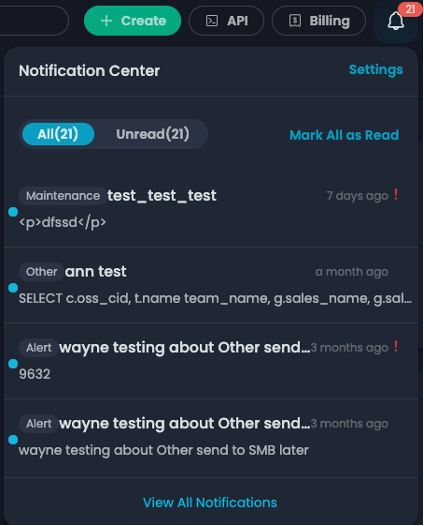 Create
API
Billing
21
Notification Center
Settings
All(21)
Unread(21)
Mark All as Read
Maintenance test_test_test 7 days ago !
<p>dfssd</p>
Other ann test a month ago
SELECT c.oss_cid, t.name team_name, g.sales_name, g.sal...
Alert wayne testing about Other send... 3 months ago !
9632
Alert wayne testing about Other send... 3 months ago
wayne testing about Other send to SMB later
View All Notifications